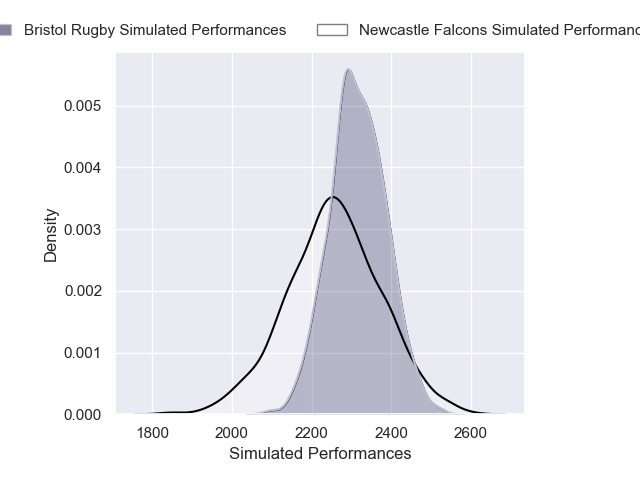 Bristol Rugby Simulated Performances Newcastle Falcons Simulated
0.005
0.004
0.003
0.002
0.001
0.000
Density
1800 2000 2200 2400 2600
Simulated Performances